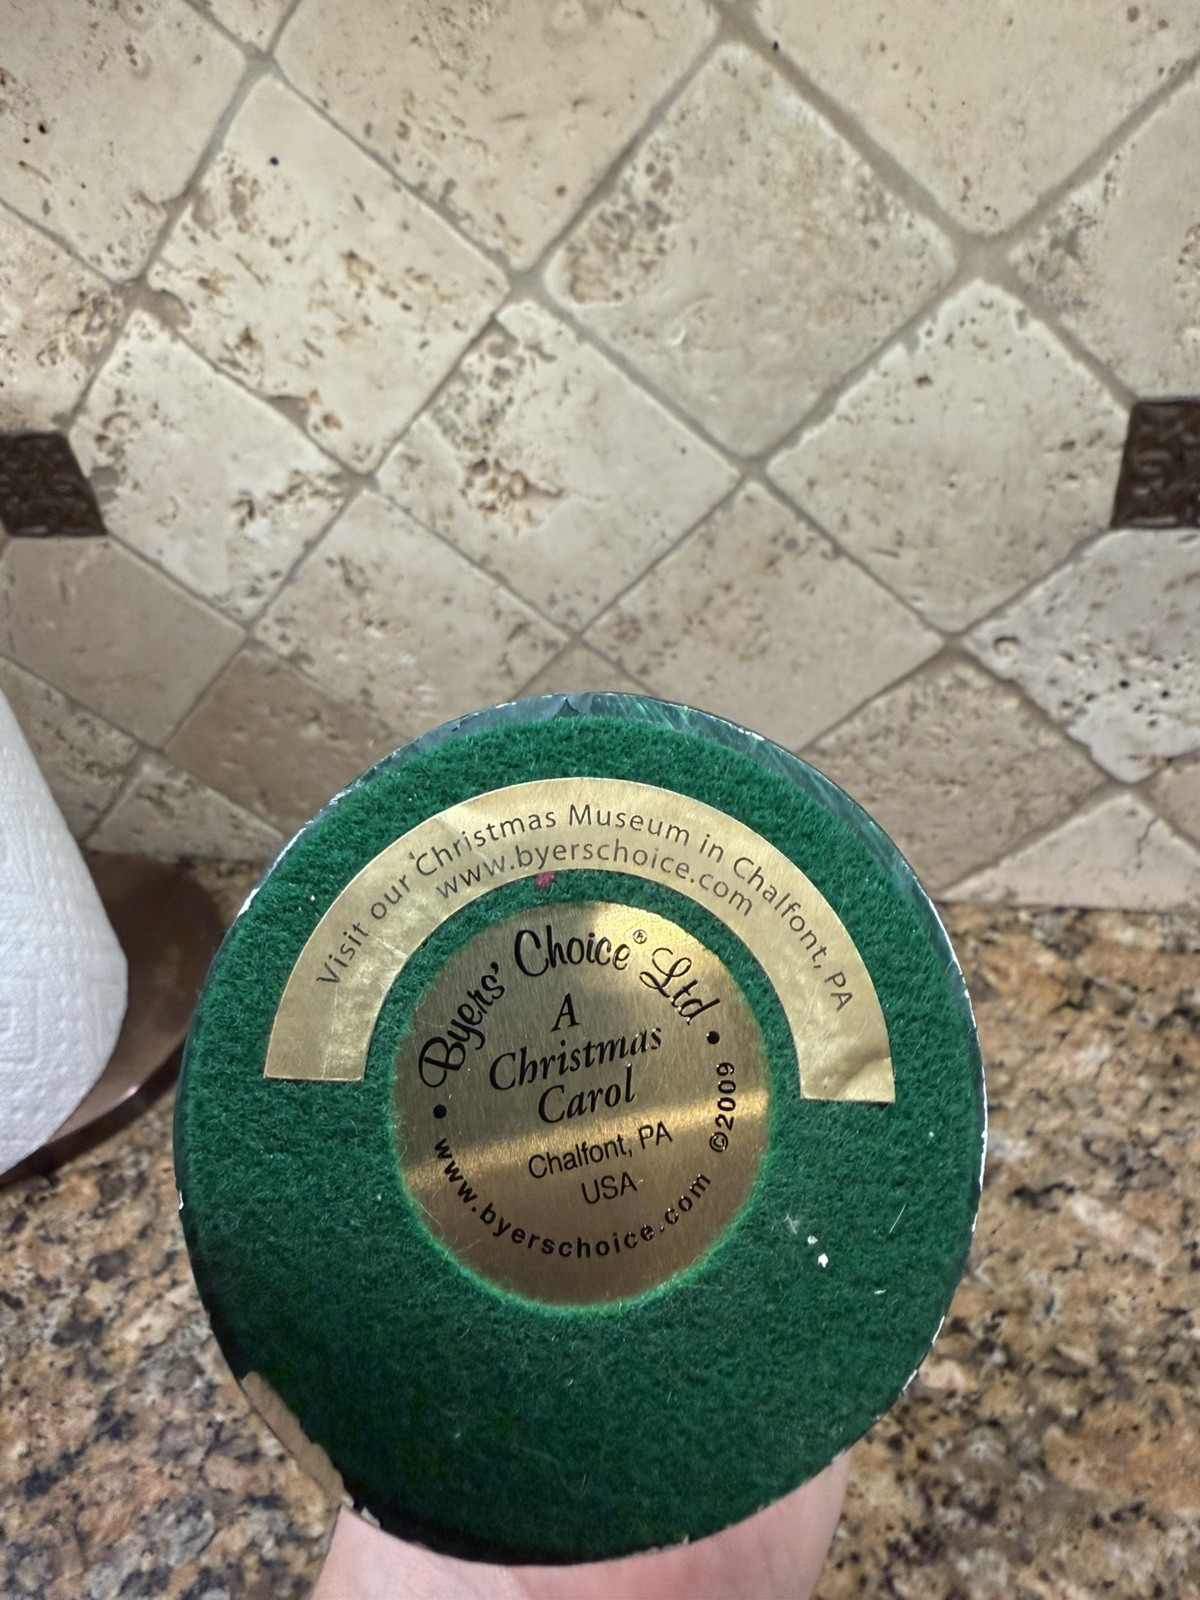 Visit our Christmas Museum in Chalfont, PA
www.byerschoice.com
Byers' Choice® Ltd
A
Christmas
Carol
Chalfont, PA
USA
www.byerschoice.com ©2009